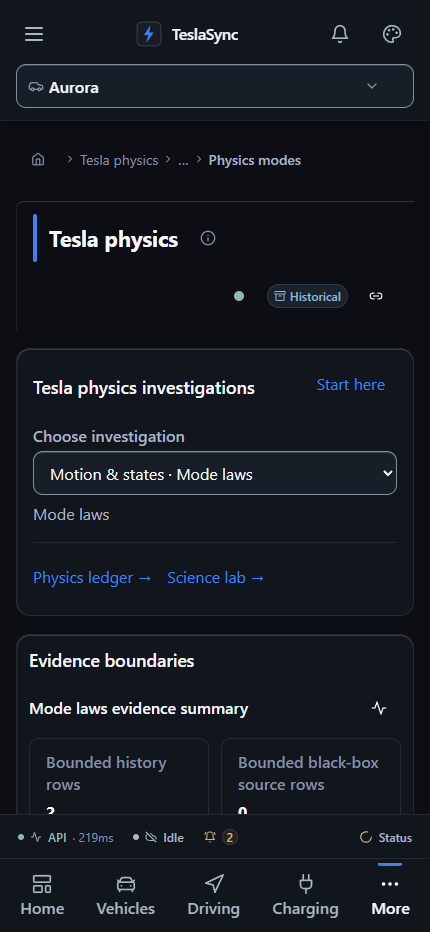 TeslaSync
Aurora
Tesla physics
...
Physics modes
Tesla physics
Historical
Tesla physics investigations
Start here
Choose investigation
Motion & states · Mode laws
Mode laws
Physics ledger →
Science lab →
Evidence boundaries
Mode laws evidence summary
Bounded history
rows
Bounded black-box
source rows
API · 219ms
Idle
2
Status
Home
Vehicles
Driving
Charging
More